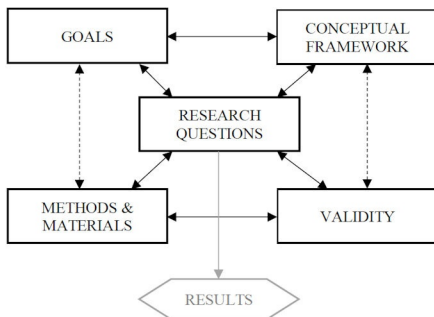 GOALS
CONCEPTUAL
FRAMEWORK
RESEARCH
QUESTIONS
METHODS &
MATERIALS
VALIDITY
RESULTS